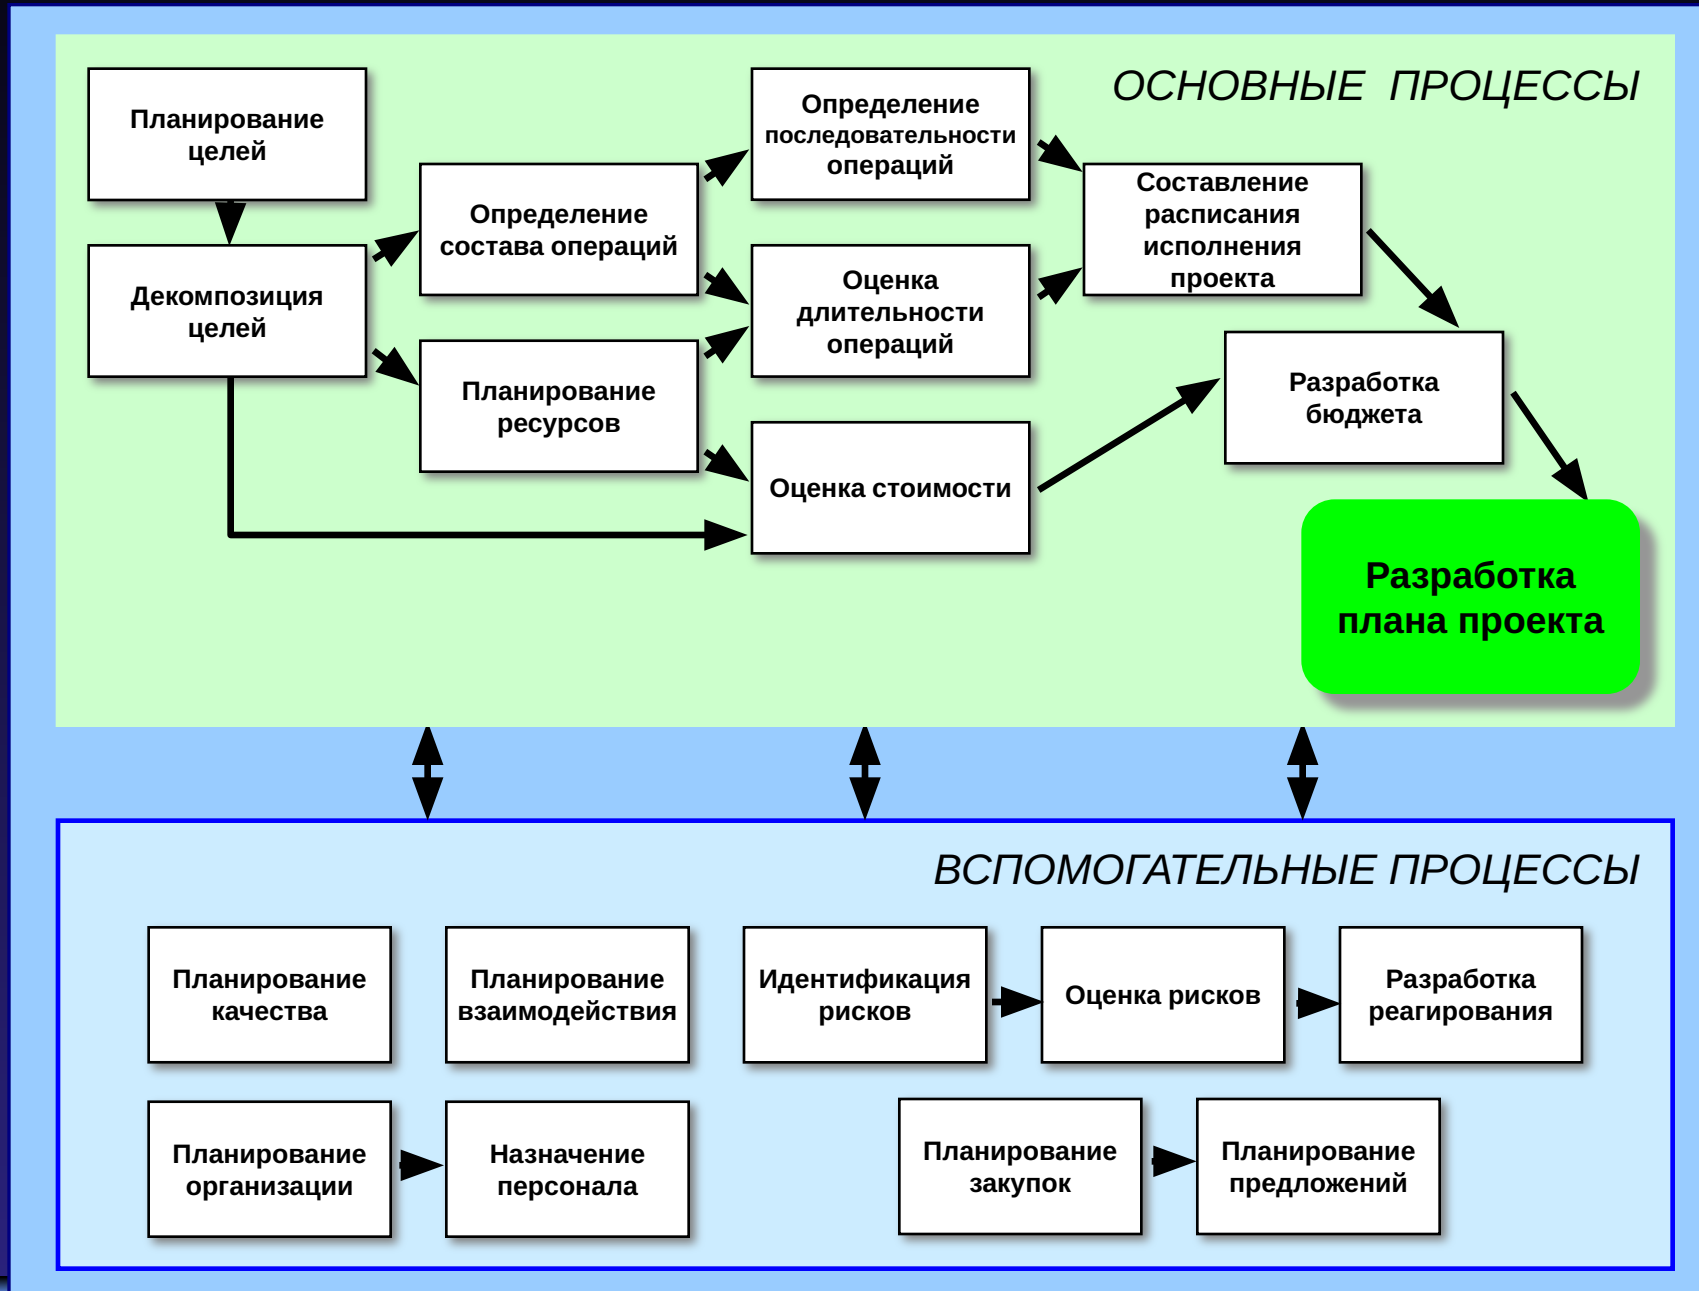 ОСНОВНЫЕ ПРОЦЕССЫ
Планирование
целей
Декомпозиция
целей
Определение
состава операций
Планирование
ресурсов
Определение
последовательности
операций
Оценка
длительности
операций
Оценка стоимости
Составление
расписания
исполнения
проекта
Разработка
бюджета
Разработка
плана проекта
ВСПОМОГАТЕЛЬНЫЕ ПРОЦЕССЫ
Планирование
качества
Планирование
взаимодействия
Идентификация
рисков
Оценка рисков
Разработка
реагирования
Планирование
организации
Назначение
персонала
Планирование
закупок
Планирование
предложений